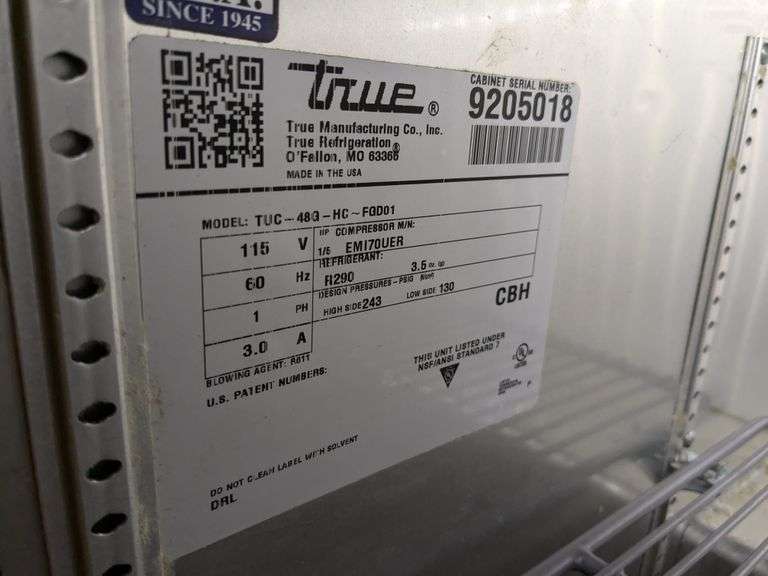 SINCE 1945
true®
True Manufacturing Co., Inc.
True Refrigeration®
O'Fallon, MO 63366
MADE IN THE USA
CABINET SERIAL NUMBER:
9205018
MODEL: TUC-48G-HC~FGD01
115 V
60 Hz
1 PH
3.0 A
HP COMPRESSOR M/N:
1/5 EMI70UER
REFRIGERANT:
R290 3.5 oz.
DESIGN PRESSURES-PSIG
HIGH SIDE 243 LOW SIDE 130
CBH
BLOWING AGENT: R611
U.S. PATENT NUMBERS:
THIS UNIT LISTED UNDER
NSF/ANSI STANDARD 7
DO NOT CLEAN LABEL WITH SOLVENT
DRL